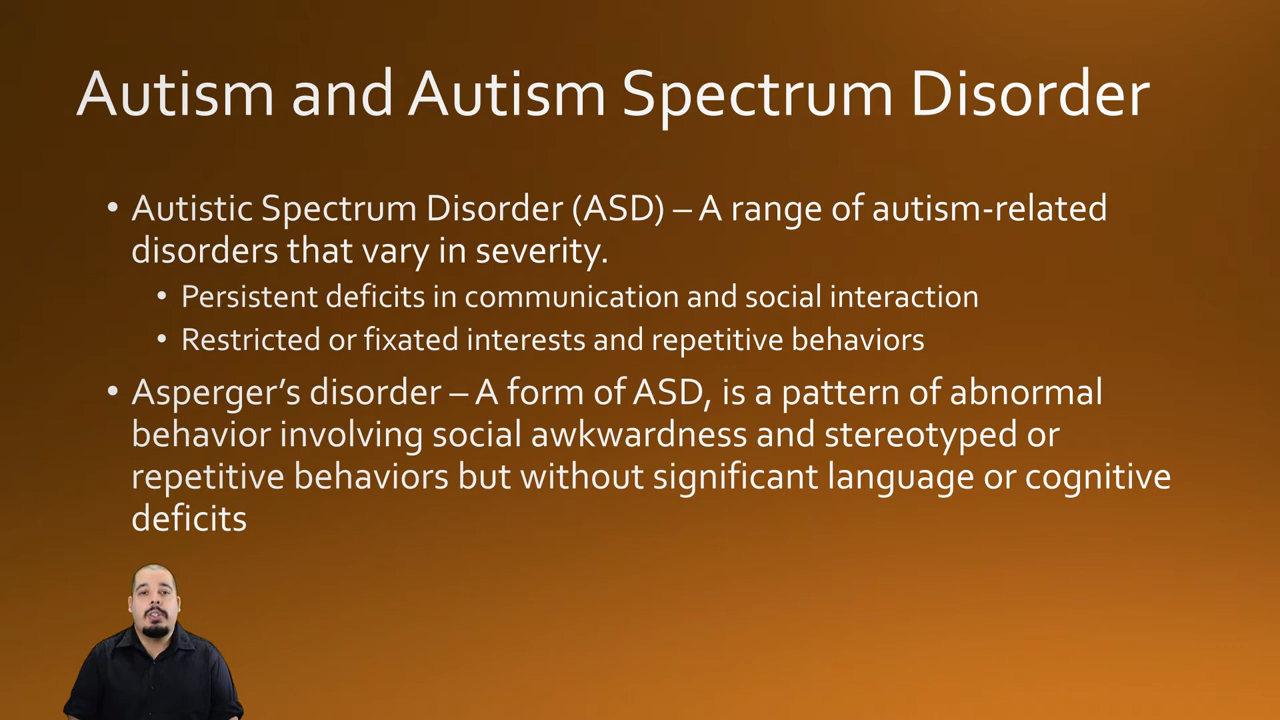 Autism and Autism Spectrum Disorder
• Autistic Spectrum Disorder (ASD) – A range of autism-related
disorders that vary in severity.
• Persistent deficits in communication and social interaction
• Restricted or fixated interests and repetitive behaviors
• Asperger’s disorder – A form of ASD, is a pattern of abnormal
behavior involving social awkwardness and stereotyped or
repetitive behaviors but without significant language or cognitive
deficits